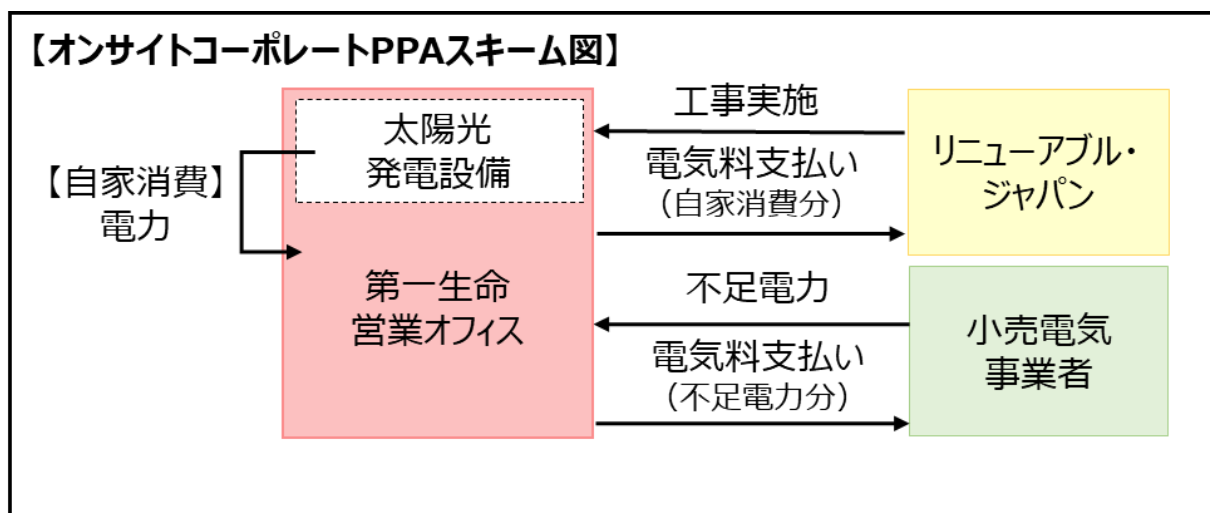 【オンサイトコーポレートPPAスキーム図】
太陽光
発電設備
【自家消費】
電力
第一生命
営業オフィス
工事実施
電気料支払い
（自家消費分）
リニューアブル・
ジャパン
不足電力
電気料支払い
（不足電力分）
小売電気
事業者